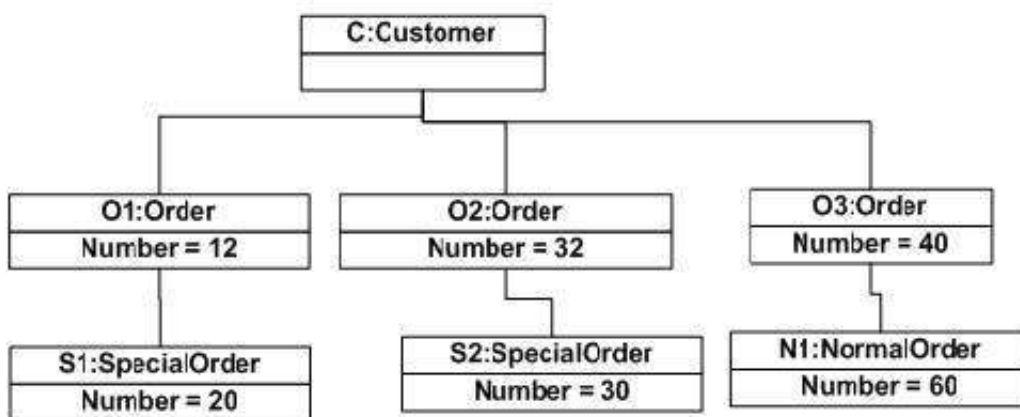 C:Customer
O1:Order
Number = 12
O2:Order
Number = 32
O3:Order
Number = 40
S1:SpecialOrder
Number = 20
S2:SpecialOrder
Number = 30
N1:NormalOrder
Number = 60